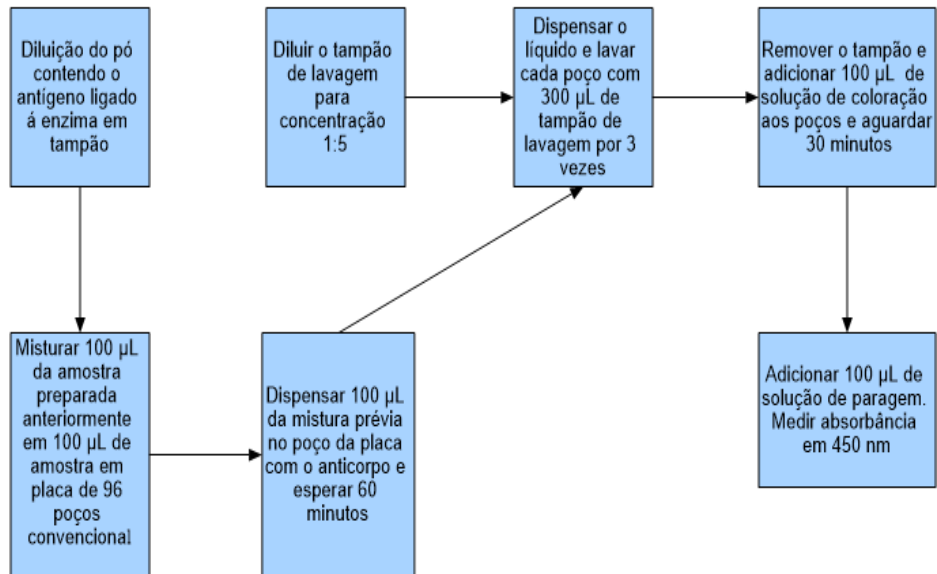 Diluição do pó
contendo o
antígeno ligado
á enzima em
tampão
Diluir o tampão
de lavagem
para
concentração
1:5
Dispensar o
líquido e lavar
cada poço com
300 µL de
tampão de
lavagem por 3
vezes
Remover o tampão e
adicionar 100 µL de
solução de coloração
aos poços e aguardar
30 minutos
Misturar 100 µL
da amostra
preparada
anteriormente
em 100 µL de
amostra em
placa de 96
poços
convencional
Dispensar 100 µL
da mistura prévia
no poço da placa
com o anticorpo e
esperar 60
minutos
Adicionar 100 µL de
solução de paragem.
Medir absorbância
em 450 nm